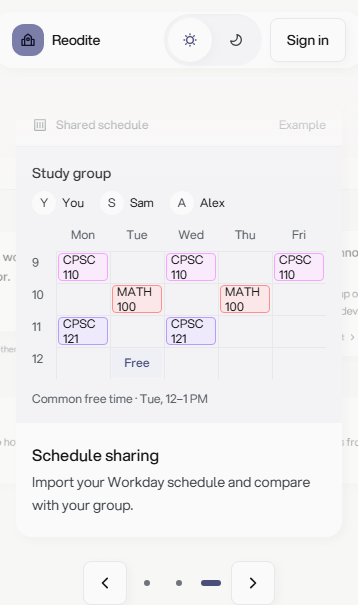 Reodite
Sign in
Shared schedule
Example
Study group
Y You S Sam A Alex
Mon Tue Wed Thu Fri
9 CPSC 110 CPSC 110 CPSC 110
10 MATH 100 MATH 100
11 CPSC 121 CPSC 121
12 Free
Common free time · Tue, 12–1 PM
Schedule sharing
Import your Workday schedule and compare
with your group.